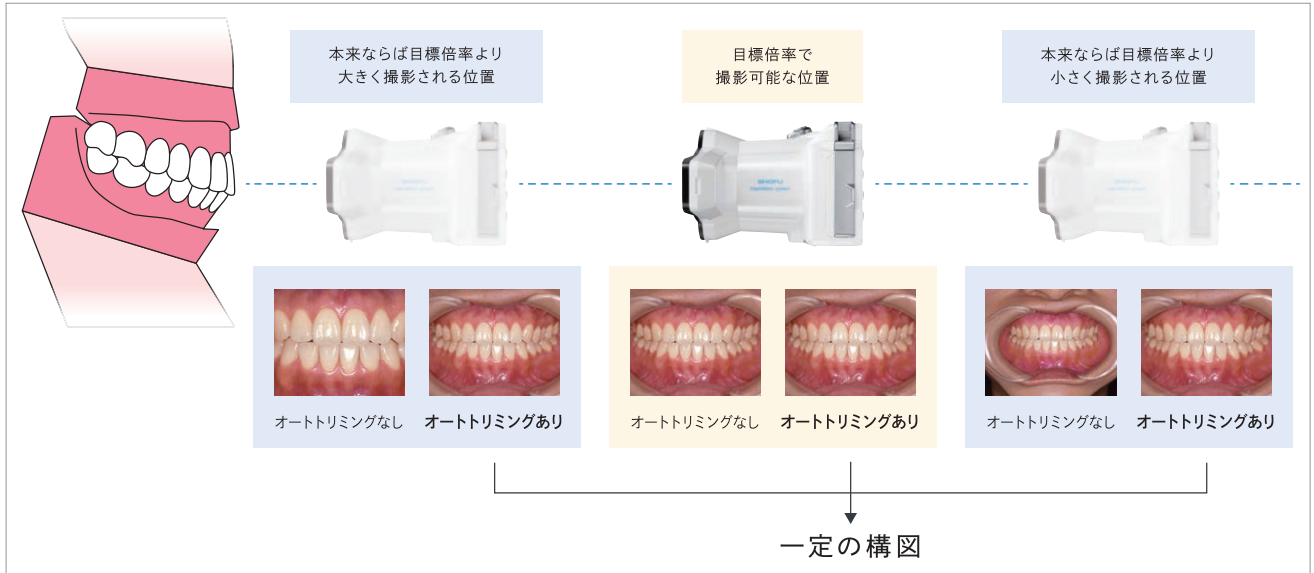 本来ならば目標倍率より
大きく撮影される位置
目標倍率で
撮影可能な位置
本来ならば目標倍率より
小さく撮影される位置
SHOFU
SHOFU
SHOFU
オートトリミングなし
オートトリミングあり
オートトリミングなし
オートトリミングあり
オートトリミングなし
オートトリミングあり
一定の構図